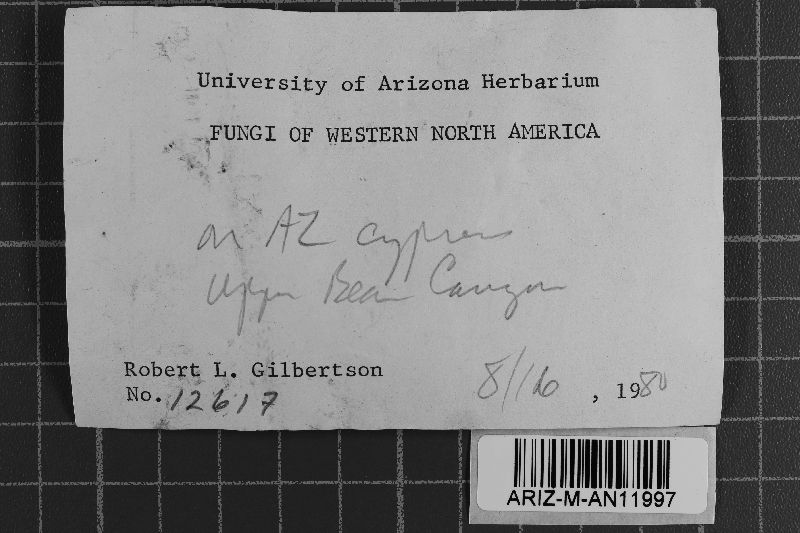 University of Arizona Herbarium
FUNGI OF WESTERN NORTH AMERICA
on AZ cypress
Upper Bear Canyon
Robert L. Gilbertson
No. 12617
8/16, 1980
ARIZ-M-AN11997